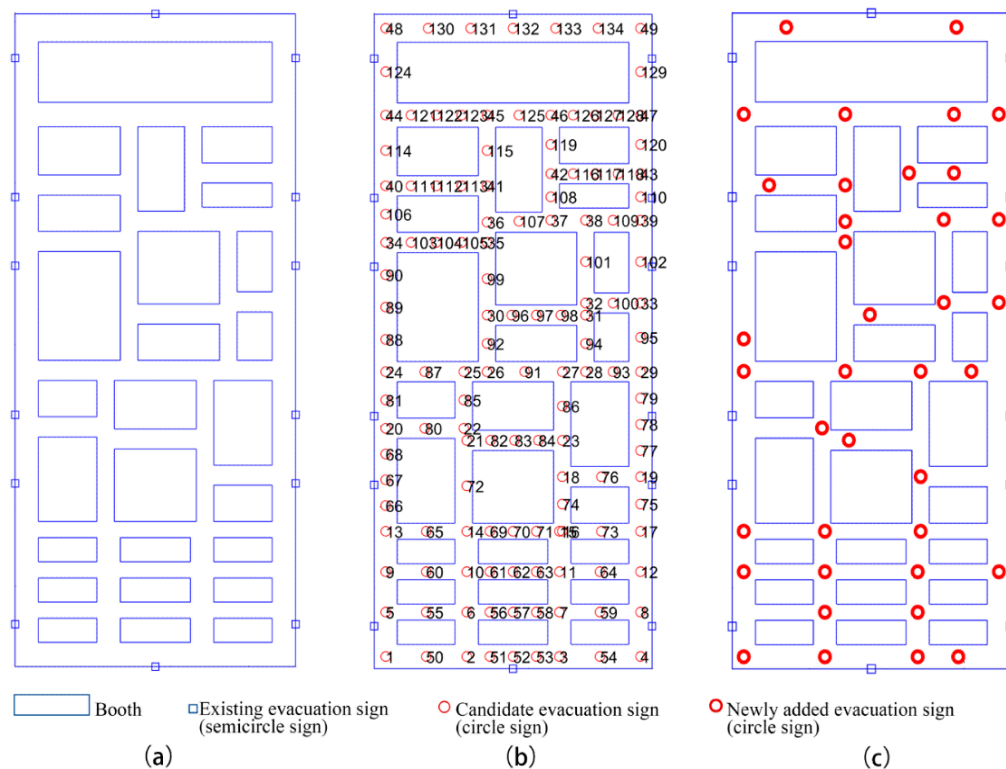 48 130 131 132 133 134 49
124 129
44 121 122 123 45 125 46 126 127 128 47
119 120
114 115
42 116 117 118 43
40 111 112 113 41
108 110
106
36 107 37 38 109 39
34 103 104 105 35
101 102
90 99
89 32 100 33
30 96 97 98 31
88 92 94 95
24 87 25 26 91 27 28 93 29
81 85 86 79
20 80 22 78
21 82 83 84 23
68 77
67 72 18 76 19
66 74 75
13 65 14 69 70 71 15 16 73 17
9 60 10 61 62 63 11 64 12
5 55 6 56 57 58 7 59 8
1 50 2 51 52 53 3 54 4
Booth Existing evacuation sign Candidate evacuation sign Newly added evacuation sign
(semicircle sign) (circle sign) (circle sign)
(a) (b) (c)